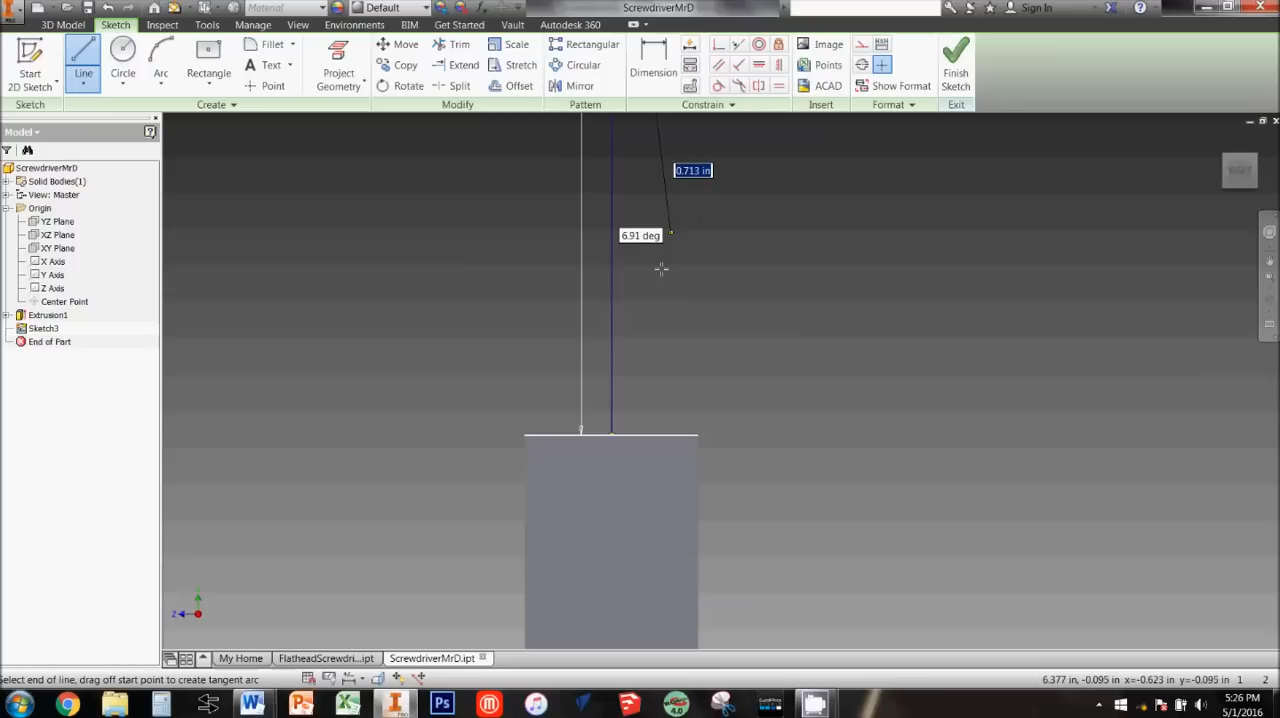 Material
Default
ScrewdriverMrD
Sign In
3D Model
Sketch
Inspect
Tools
Manage
View
Environments
BIM
Get Started
Vault
Autodesk 360
Start
2D Sketch
Line
Circle
Arc
Rectangle
Fillet
Text
Point
Project
Geometry
Move
Copy
Rotate
Trim
Extend
Split
Scale
Stretch
Offset
Rectangular
Circular
Mirror
Dimension
Image
Points
ACAD
Show Format
Finish
Sketch
Sketch
Create
Modify
Pattern
Constrain
Insert
Format
Exit
Model
ScrewdriverMrD
Solid Bodies(1)
View: Master
Origin
YZ Plane
XZ Plane
XY Plane
X Axis
Y Axis
Z Axis
Center Point
Extrusion1
Sketch3
End of Part
0.713 in
6.91 deg
RIGHT
z
My Home
FlatheadScrewdri...ipt
ScrewdriverMrD.ipt
Select end of line, drag off start point to create tangent arc
6.377 in, -0.095 in x=-0.623 in y=-0.095 in 1 2
4.0
5:26 PM
5/1/2016